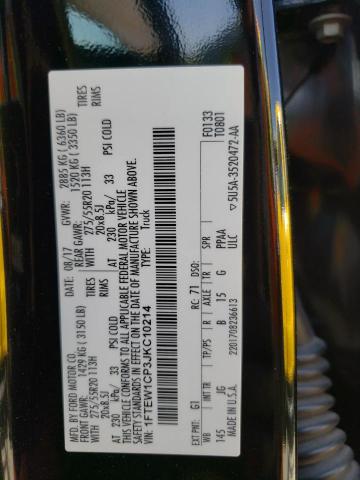 MFD. BY FORD MOTOR CO.
08/17 GVWR: 2885 KG ( 6360 LB)
FRONT GAWR: 1429 KG ( 3150 LB) REAR GAWR: 1520 KG ( 3350 LB)
275/55R20 113H WITH 275/55R20 113H WITH TIRES
20x8.5J 20x8.5J RIMS
AT 230 kPa/ 33 PSI COLD AT 230 kPa/ 33 PSI COLD
THIS VEHICLE CONFORMS TO ALL APPLICABLE FEDERAL MOTOR VEHICLE
SAFETY STANDARDS IN EFFECT ON THE DATE OF MANUFACTURE SHOWN ABOVE.
VIN: 1FTEW1CP3JKC10214
TYPE: Truck
F0133
T0801
EXT PNT: G1 RC: 71 DSO:
WB INT TR TP/PS R AXLE TR SPR
145 JG B 15 G PPAA
MADE IN U.S.A. ULC
2201708236613
5U5A-3520472-AA